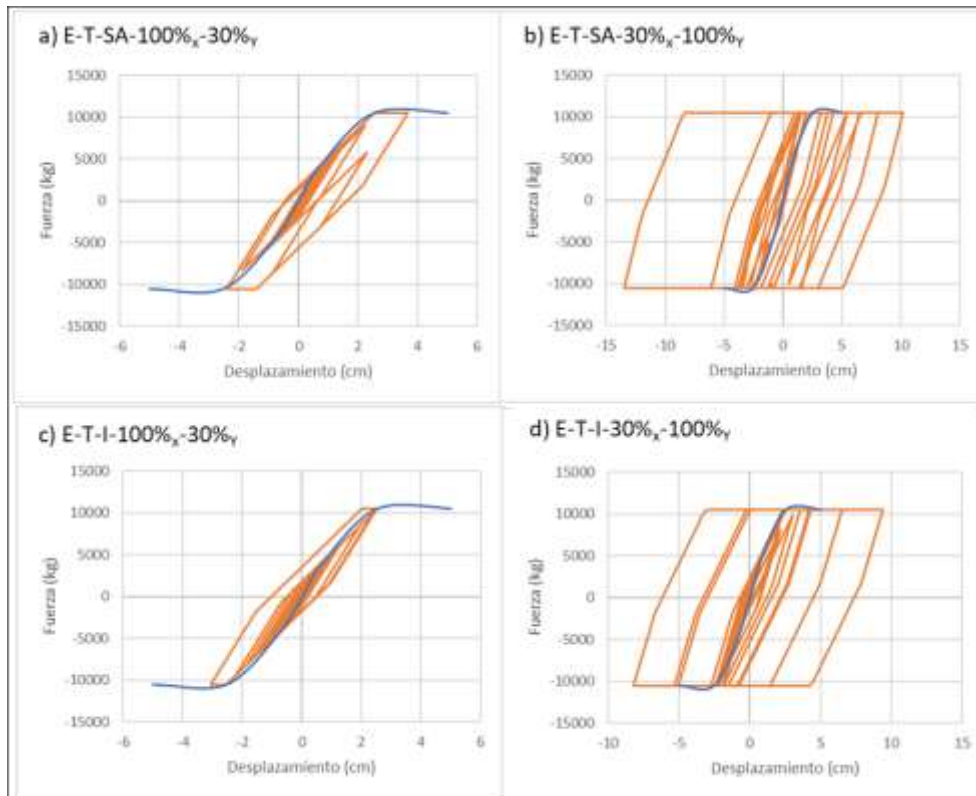 a) E-T-SA-100%x-30%Y
15000
10000
5000
0
-5000
-10000
-15000
Fuerza (kg)
-6 -4 -2 0 2 4 6
Desplazamiento (cm)
b) E-T-SA-30%x-100%Y
15000
10000
5000
0
-5000
-10000
-15000
Fuerza (kg)
-15 -10 -5 0 5 10 15
Desplazamiento (cm)
c) E-T-I-100%x-30%Y
15000
10000
5000
0
-5000
-10000
-15000
Fuerza (kg)
-6 -4 -2 0 2 4 6
Desplazamiento (cm)
d) E-T-I-30%x-100%Y
15000
10000
5000
0
-5000
-10000
-15000
Fuerza (kg)
-10 -5 0 5 10
Desplazamiento (cm)